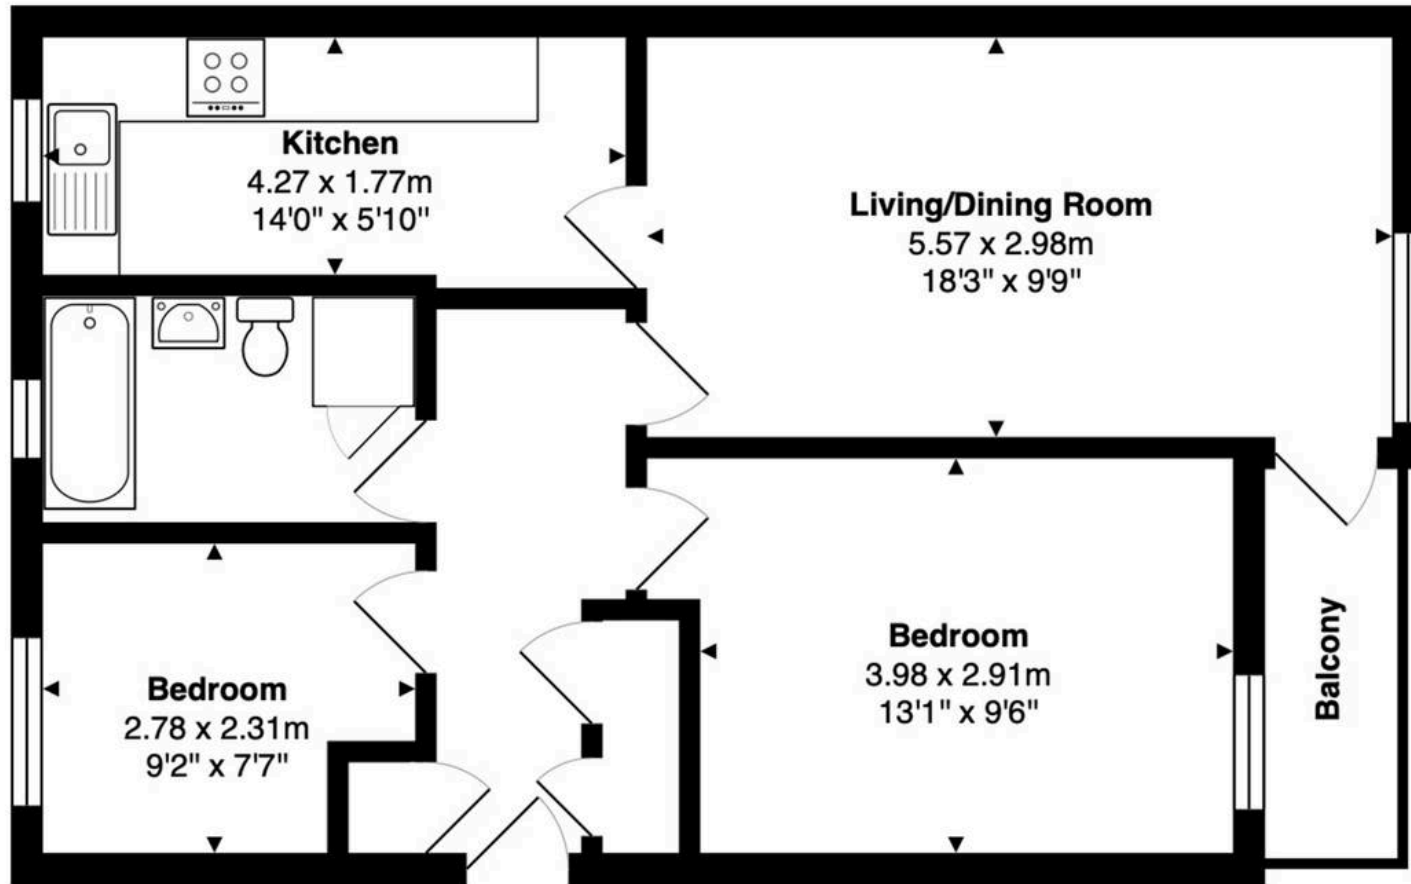 Kitchen
4.27 x 1.77m
14'0" x 5'10"
Living/Dining Room
5.57 x 2.98m
18'3" x 9'9"
Bedroom
2.78 x 2.31m
9'2" x 7'7"
Bedroom
3.98 x 2.91m
13'1" x 9'6"
Balcony